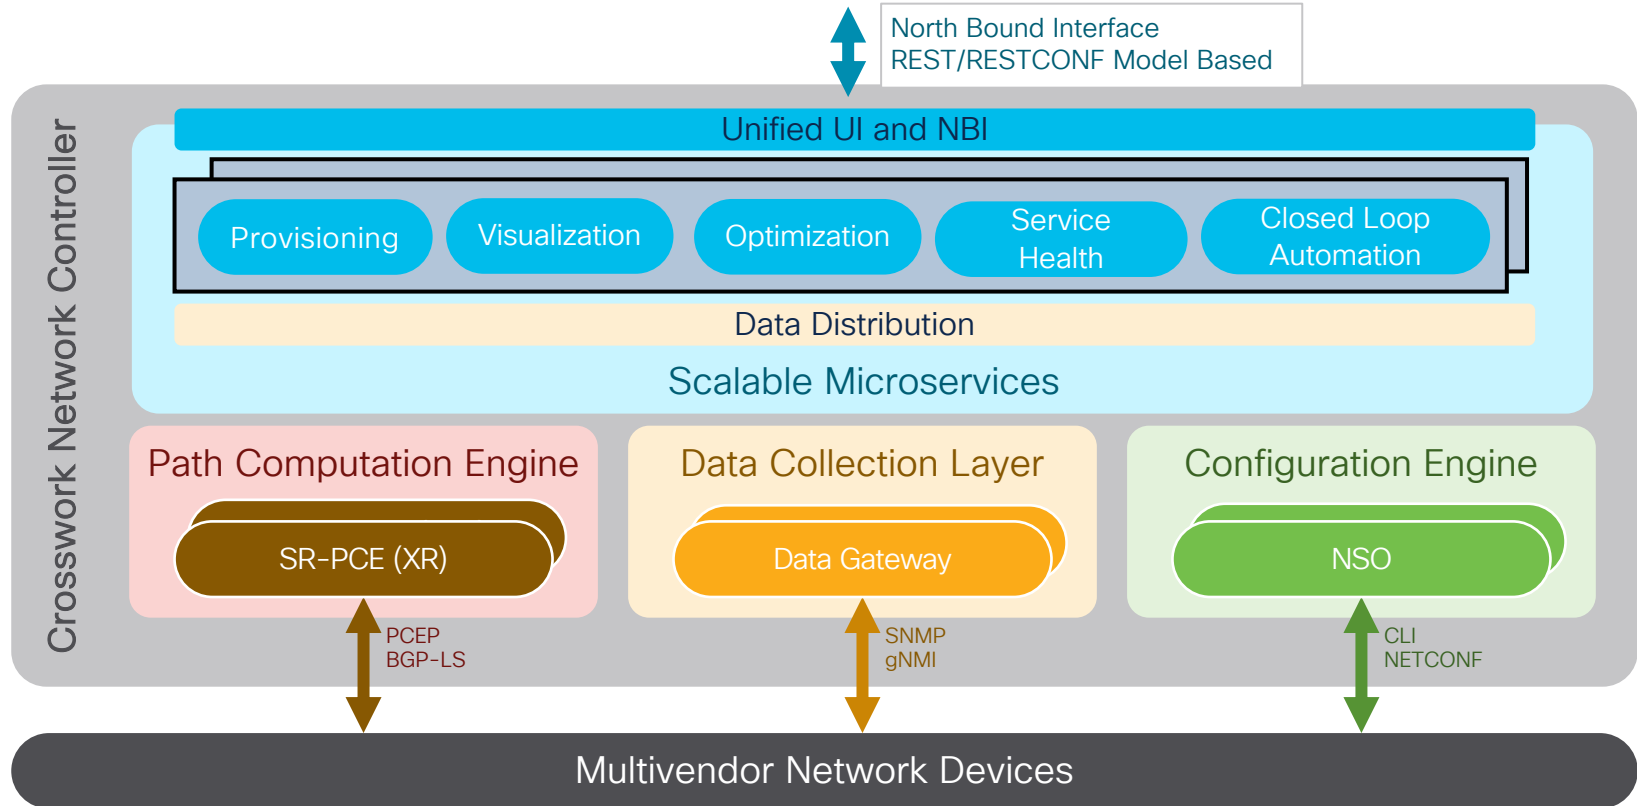 North Bound Interface
REST/RESTCONF Model Based
Crosswork Network Controller
Unified UI and NBI
Provisioning
Visualization
Optimization
Service
Health
Closed Loop
Automation
Data Distribution
Scalable Microservices
Path Computation Engine
SR-PCE (XR)
PCEP
BGP-LS
Data Collection Layer
Data Gateway
SNMP
gNMI
Configuration Engine
NSO
CLI
NETCONF
Multivendor Network Devices